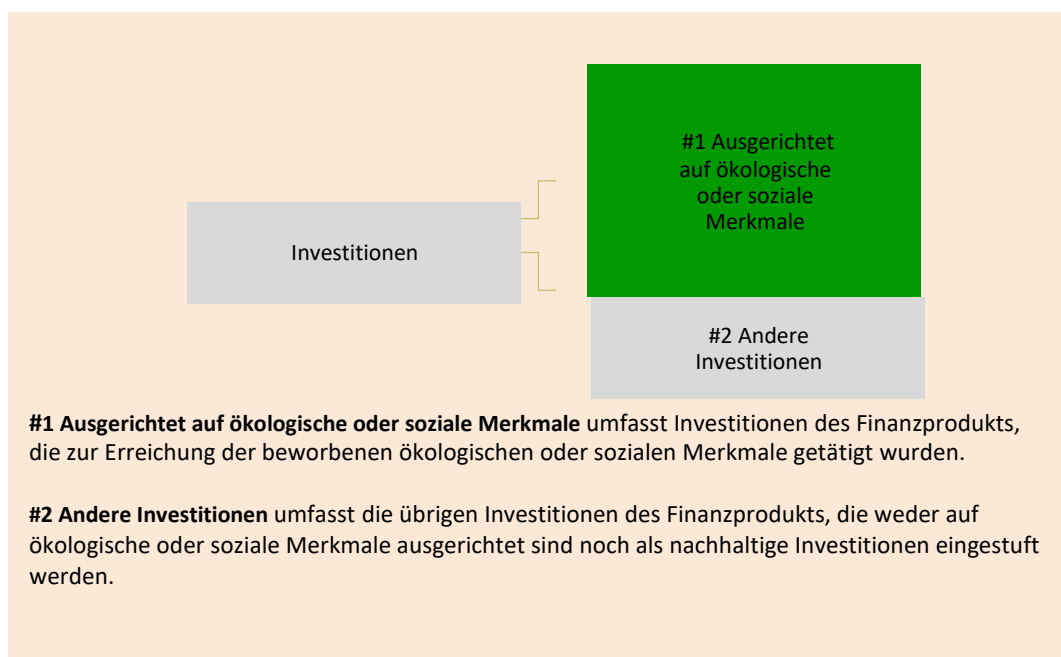 #1 Ausgerichtet
auf ökologische
oder soziale
Merkmale
Investitionen
#2 Andere
Investitionen
#1 Ausgerichtet auf ökologische oder soziale Merkmale umfasst Investitionen des Finanzprodukts,
die zur Erreichung der beworbenen ökologischen oder sozialen Merkmale getätigt wurden.
#2 Andere Investitionen umfasst die übrigen Investitionen des Finanzprodukts, die weder auf
ökologische oder soziale Merkmale ausgerichtet sind noch als nachhaltige Investitionen eingestuft
werden.